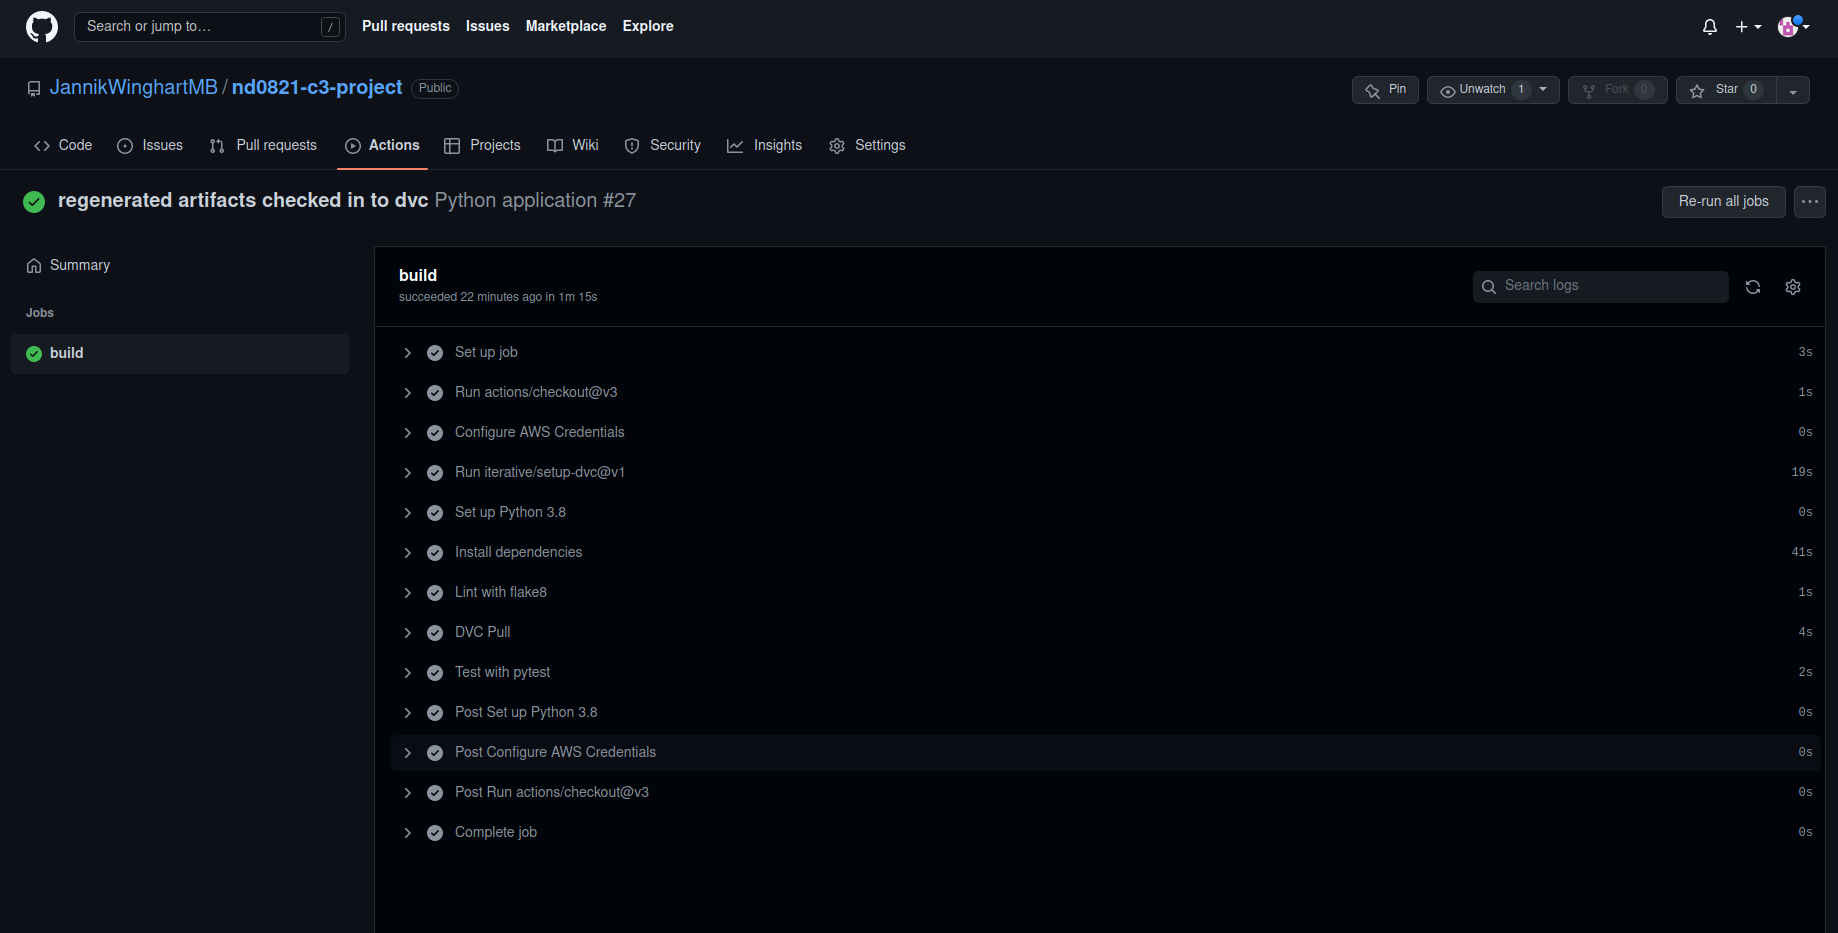 Search or jump to… / Pull requests Issues Marketplace Explore
JannikWinghartMB / nd0821-c3-project Public Pin Unwatch 1 Fork 0 Star 0
Code Issues Pull requests Actions Projects Wiki Security Insights Settings
regenerated artifacts checked in to dvc Python application #27 Re-run all jobs
Summary
Jobs
build
build
succeeded 22 minutes ago in 1m 15s
Search logs
Set up job 3s
Run actions/checkout@v3 1s
Configure AWS Credentials 0s
Run iterative/setup-dvc@v1 19s
Set up Python 3.8 0s
Install dependencies 41s
Lint with flake8 1s
DVC Pull 4s
Test with pytest 2s
Post Set up Python 3.8 0s
Post Configure AWS Credentials 0s
Post Run actions/checkout@v3 0s
Complete job 0s